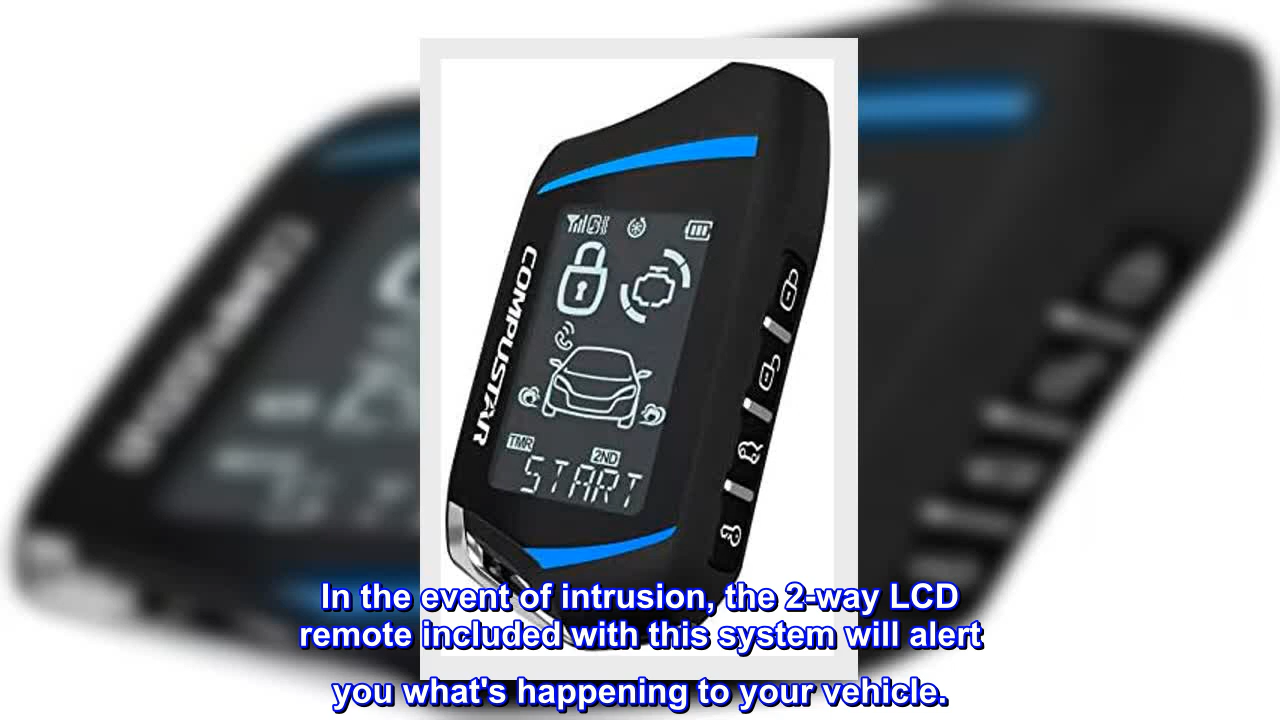 COMPUSTAR
TMR
2ND
START
In the event of intrusion, the 2-way LCD
remote included with this system will alert
you what's happening to your vehicle.